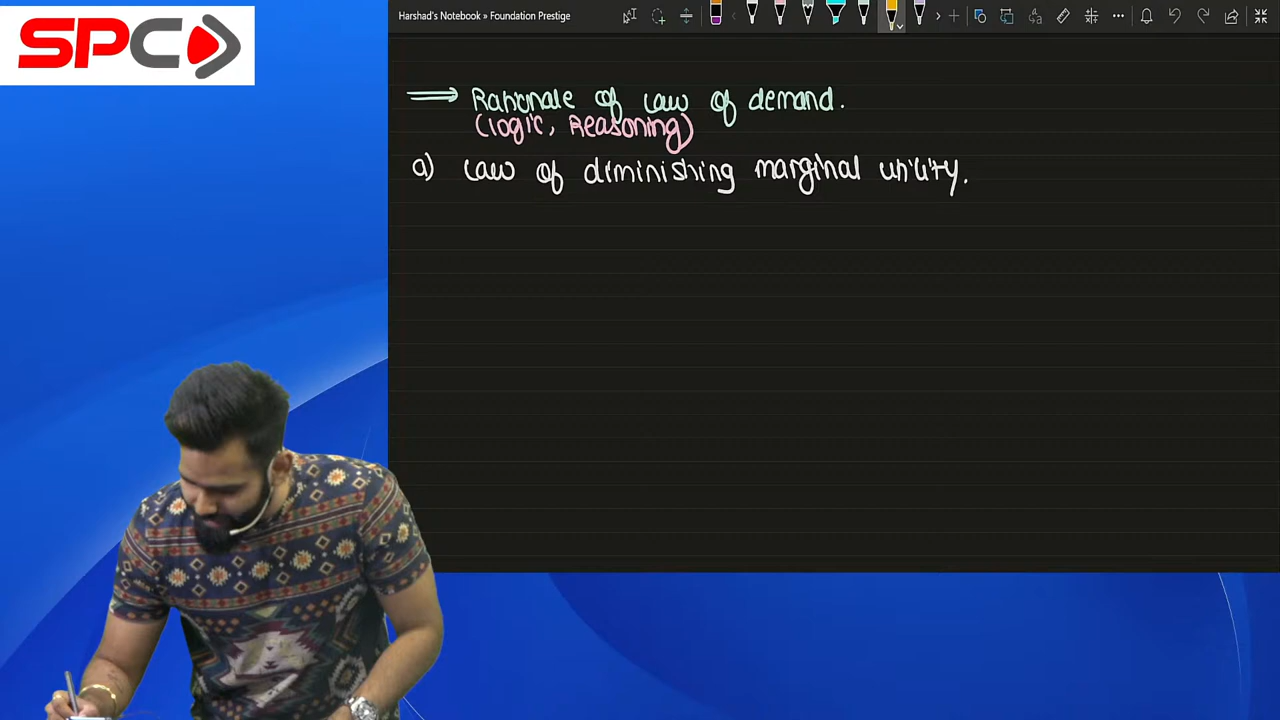 SPC
Harshad's Notebook » Foundation Prestige
Rationale of law of demand.
(logic, Reasoning)
a) law of diminishing marginal utility.